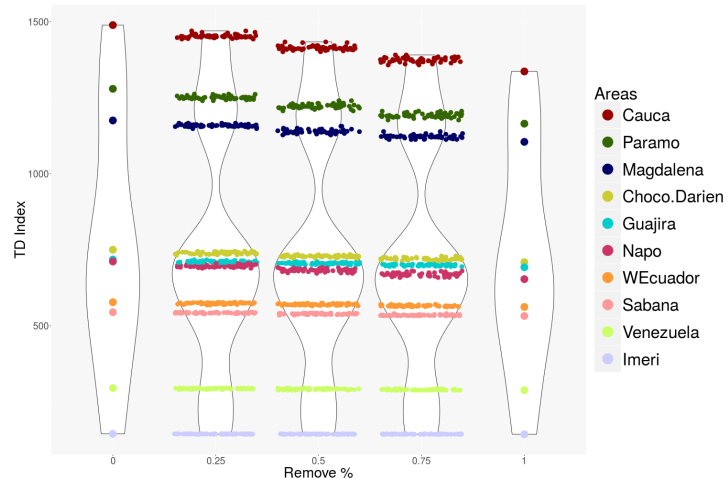 1500
1000
500
TD Index
0
0.25
0.5
0.75
1
Remove %
Areas
Cauca
Paramo
Magdalena
Choco.Darien
Guajira
Napo
WEcuador
Sabana
Venezuela
Imeri